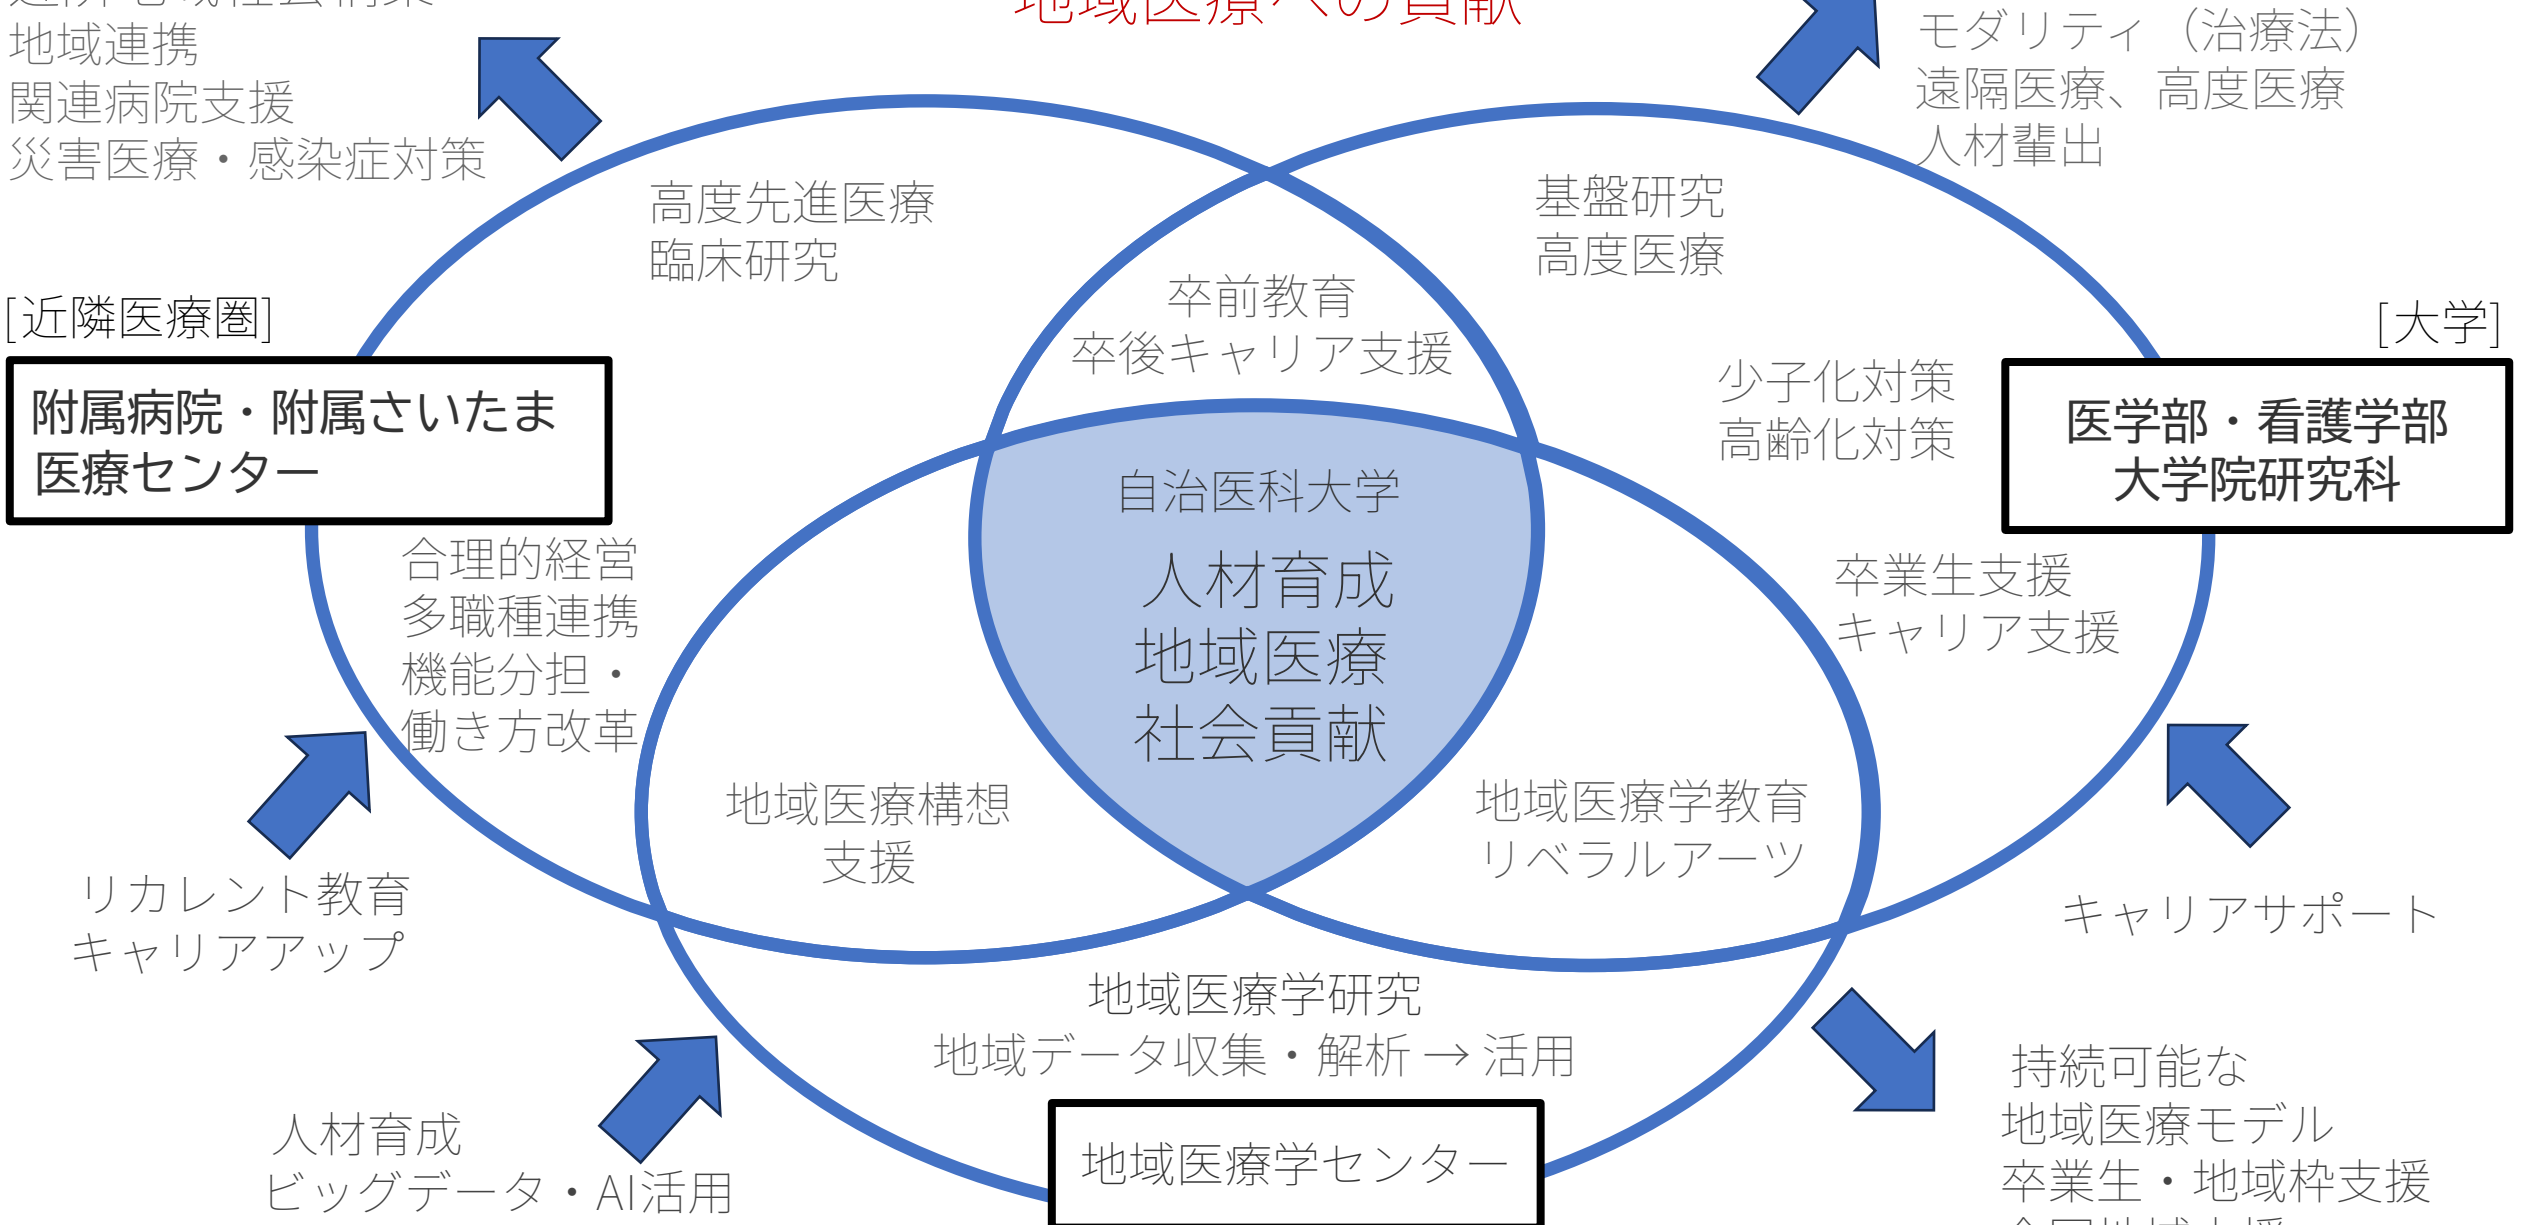 地域医療への貢献
地域連携
関連病院支援
災害医療・感染症対策
モダリティ（治療法）
遠隔医療、高度医療
人材輩出
高度先進医療
臨床研究
基盤研究
高度医療
卒前教育
卒後キャリア支援
[近隣医療圏]
附属病院・附属さいたま
医療センター
[大学]
医学部・看護学部
大学院研究科
少子化対策
高齢化対策
自治医科大学
人材育成
地域医療
社会貢献
合理的経営
多職種連携
機能分担・
働き方改革
卒業生支援
キャリア支援
地域医療構想
支援
地域医療学教育
リベラルアーツ
リカレント教育
キャリアアップ
キャリアサポート
地域医療学研究
地域データ収集・解析→活用
地域医療学センター
人材育成
ビッグデータ・AI活用
持続可能な
地域医療モデル
卒業生・地域枠支援